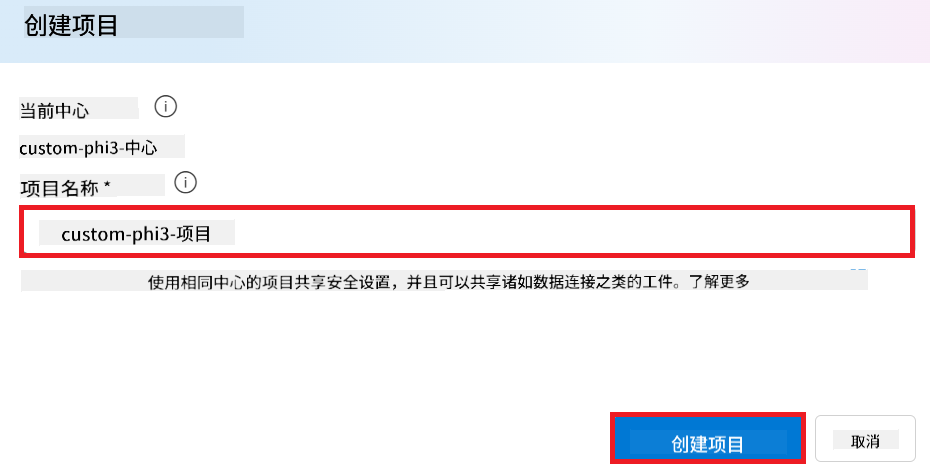 创建项目
当前中心
custom-phi3-中心
项目名称 *
custom-phi3-项目
使用相同中心的项目共享安全设置，并且可以共享诸如数据连接之类的工件。了解更多
创建项目
取消